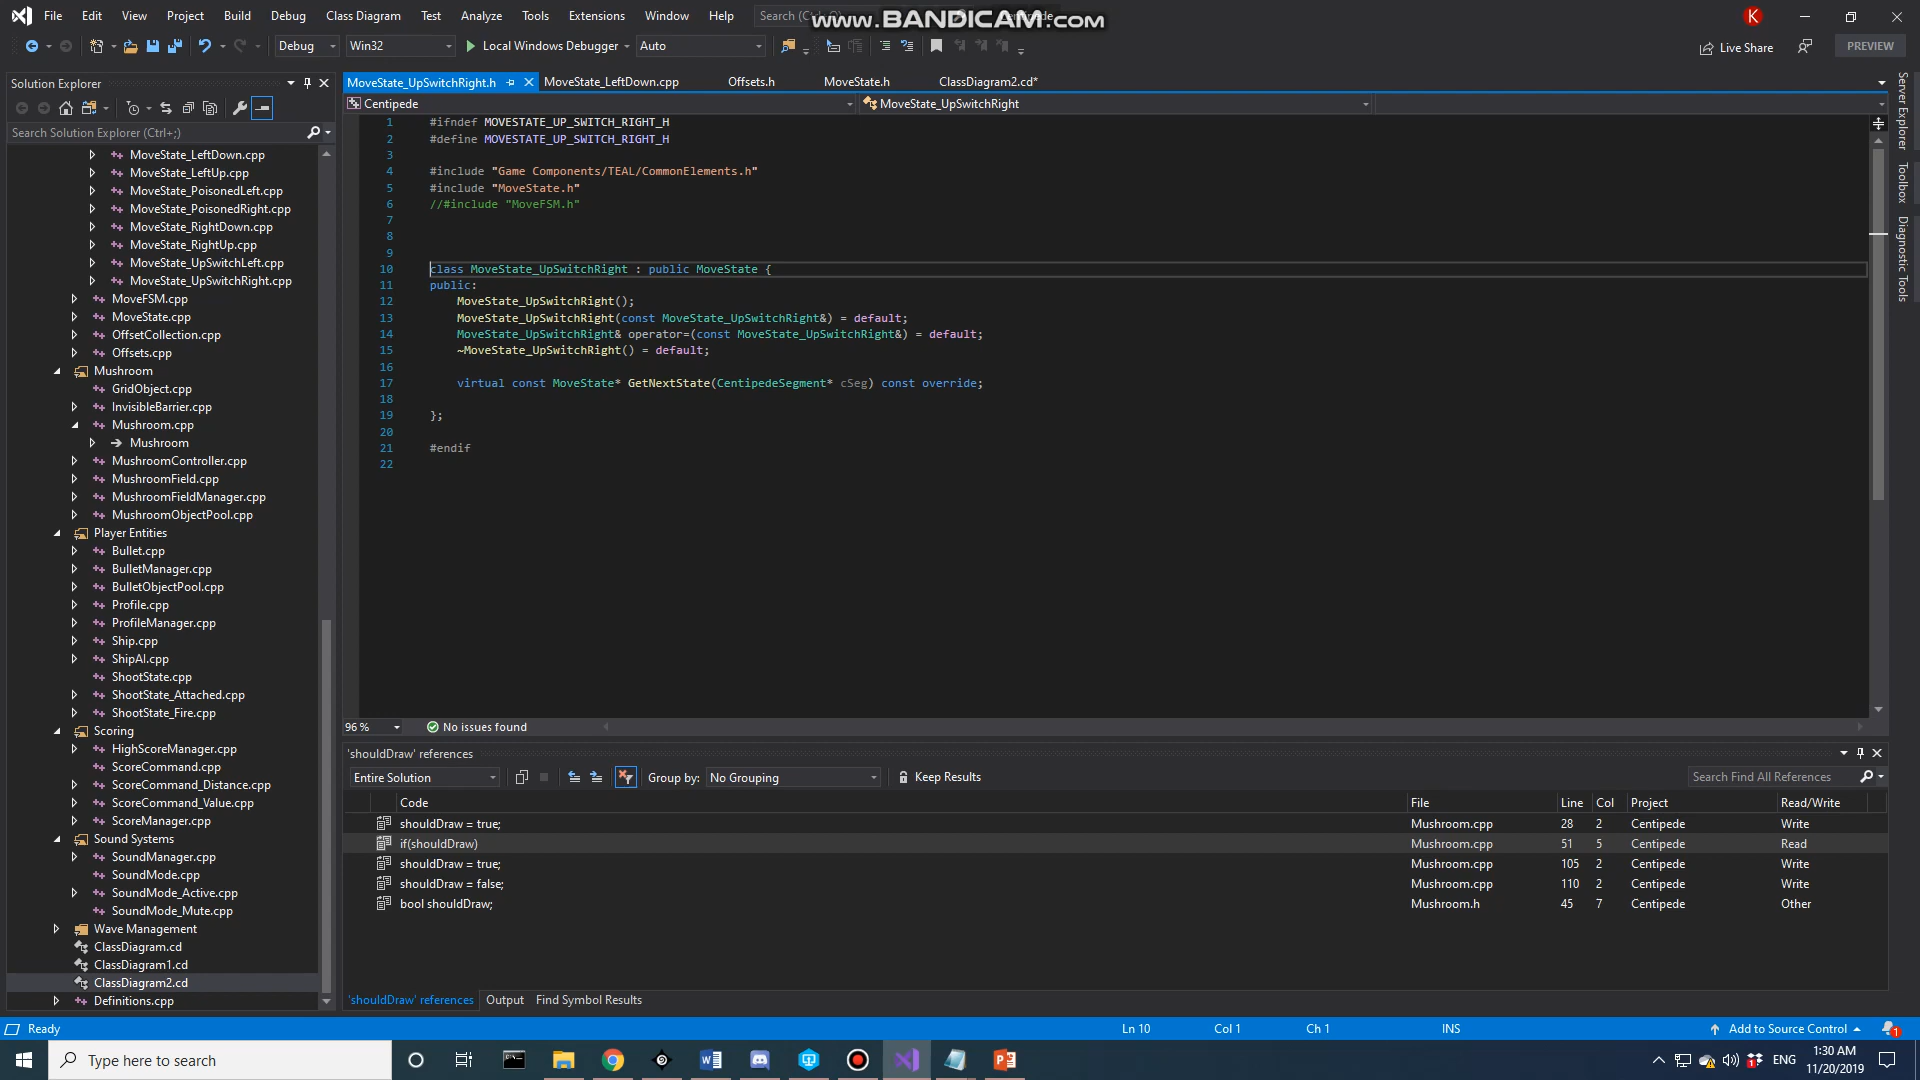 File Edit View Project Build Debug Class Diagram Test Analyze Tools Extensions Window Help
www.BANDICAM.com
K
Debug Win32 Local Windows Debugger Auto Live Share PREVIEW
Solution Explorer
Search Solution Explorer (Ctrl+;)
MoveState_LeftDown.cpp
MoveState_LeftUp.cpp
MoveState_PoisonedLeft.cpp
MoveState_PoisonedRight.cpp
MoveState_RightDown.cpp
MoveState_RightUp.cpp
MoveState_UpSwitchLeft.cpp
MoveState_UpSwitchRight.cpp
MoveFSM.cpp
MoveState.cpp
OffsetCollection.cpp
Offsets.cpp
Mushroom
GridObject.cpp
InvisibleBarrier.cpp
Mushroom.cpp
Mushroom
MushroomController.cpp
MushroomField.cpp
MushroomFieldManager.cpp
MushroomObjectPool.cpp
Player Entities
Bullet.cpp
BulletManager.cpp
BulletObjectPool.cpp
Profile.cpp
ProfileManager.cpp
Ship.cpp
ShipAI.cpp
ShootState.cpp
ShootState_Attached.cpp
ShootState_Fire.cpp
Scoring
HighScoreManager.cpp
ScoreCommand.cpp
ScoreCommand_Distance.cpp
ScoreCommand_Value.cpp
ScoreManager.cpp
Sound Systems
SoundManager.cpp
SoundMode.cpp
SoundMode_Active.cpp
SoundMode_Mute.cpp
Wave Management
ClassDiagram.cd
ClassDiagram1.cd
ClassDiagram2.cd
Definitions.cpp
MoveState_UpSwitchRight.h MoveState_LeftDown.cpp Offsets.h MoveState.h ClassDiagram2.cd*
Centipede MoveState_UpSwitchRight
1 #ifndef MOVESTATE_UP_SWITCH_RIGHT_H
2 #define MOVESTATE_UP_SWITCH_RIGHT_H
3
4 #include "Game Components/TEAL/CommonElements.h"
5 #include "MoveState.h"
6 //#include "MoveFSM.h"
7
8
9
10 class MoveState_UpSwitchRight : public MoveState {
11 public:
12 MoveState_UpSwitchRight();
13 MoveState_UpSwitchRight(const MoveState_UpSwitchRight&) = default;
14 MoveState_UpSwitchRight& operator=(const MoveState_UpSwitchRight&) = default;
15 ~MoveState_UpSwitchRight() = default;
16
17 virtual const MoveState* GetNextState(CentipedeSegment* cSeg) const override;
18
19 };
20
21 #endif
22
96 % No issues found
Server Explorer
Toolbox
Diagnostic Tools
'shouldDraw' references
Entire Solution Group by: No Grouping Keep Results Search Find All References
Code File Line Col Project Read/Write
shouldDraw = true; Mushroom.cpp 28 2 Centipede Write
if(shouldDraw) Mushroom.cpp 51 5 Centipede Read
shouldDraw = true; Mushroom.cpp 105 2 Centipede Write
shouldDraw = false; Mushroom.cpp 110 2 Centipede Write
bool shouldDraw; Mushroom.h 45 7 Centipede Other
'shouldDraw' references Output Find Symbol Results
Ready Ln 10 Col 1 Ch 1 INS Add to Source Control 1
Type here to search ENG 1:30 AM
11/20/2019